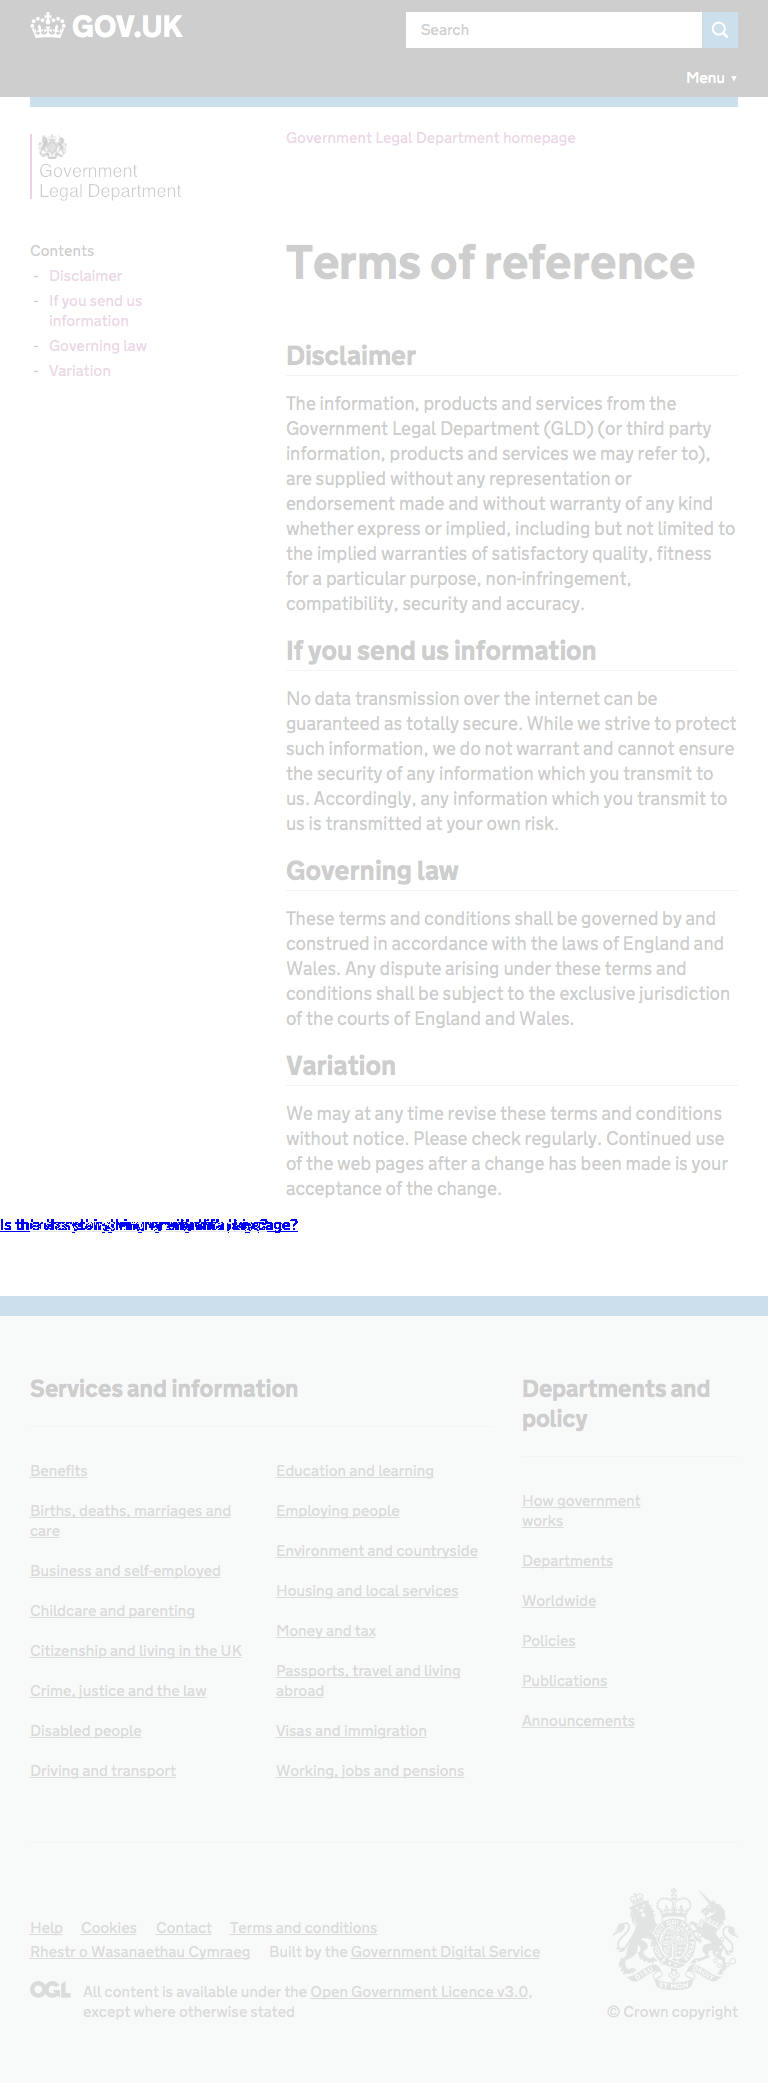 GOV.UK
Search
Menu ▼
Government Legal Department homepage
Government
Legal Department
Contents
- Disclaimer
- If you send us
information
- Governing law
- Variation
Terms of reference
Disclaimer
The information, products and services from the
Government Legal Department (GLD) (or third party
information, products and services we may refer to),
are supplied without any representation or
endorsement made and without warranty of any kind
whether express or implied, including but not limited to
the implied warranties of satisfactory quality, fitness
for a particular purpose, non-infringement,
compatibility, security and accuracy.
If you send us information
No data transmission over the internet can be
guaranteed as totally secure. While we strive to protect
such information, we do not warrant and cannot ensure
the security of any information which you transmit to
us. Accordingly, any information which you transmit to
us is transmitted at your own risk.
Governing law
These terms and conditions shall be governed by and
construed in accordance with the laws of England and
Wales. Any dispute arising under these terms and
conditions shall be subject to the exclusive jurisdiction
of the courts of England and Wales.
Variation
We may at any time revise these terms and conditions
without notice. Please check regularly. Continued use
of the web pages after a change has been made is your
acceptance of the change.
Services and information
Benefits
Births, deaths, marriages and
care
Business and self-employed
Childcare and parenting
Citizenship and living in the UK
Crime, justice and the law
Disabled people
Driving and transport
Education and learning
Employing people
Environment and countryside
Housing and local services
Money and tax
Passports, travel and living
abroad
Visas and immigration
Working, jobs and pensions
Departments and
policy
How government
works
Departments
Worldwide
Policies
Publications
Announcements
Help Cookies Contact Terms and conditions
Rhestr o Wasanaethau Cymraeg Built by the Government Digital Service
OGL All content is available under the Open Government Licence v3.0,
except where otherwise stated
© Crown copyright